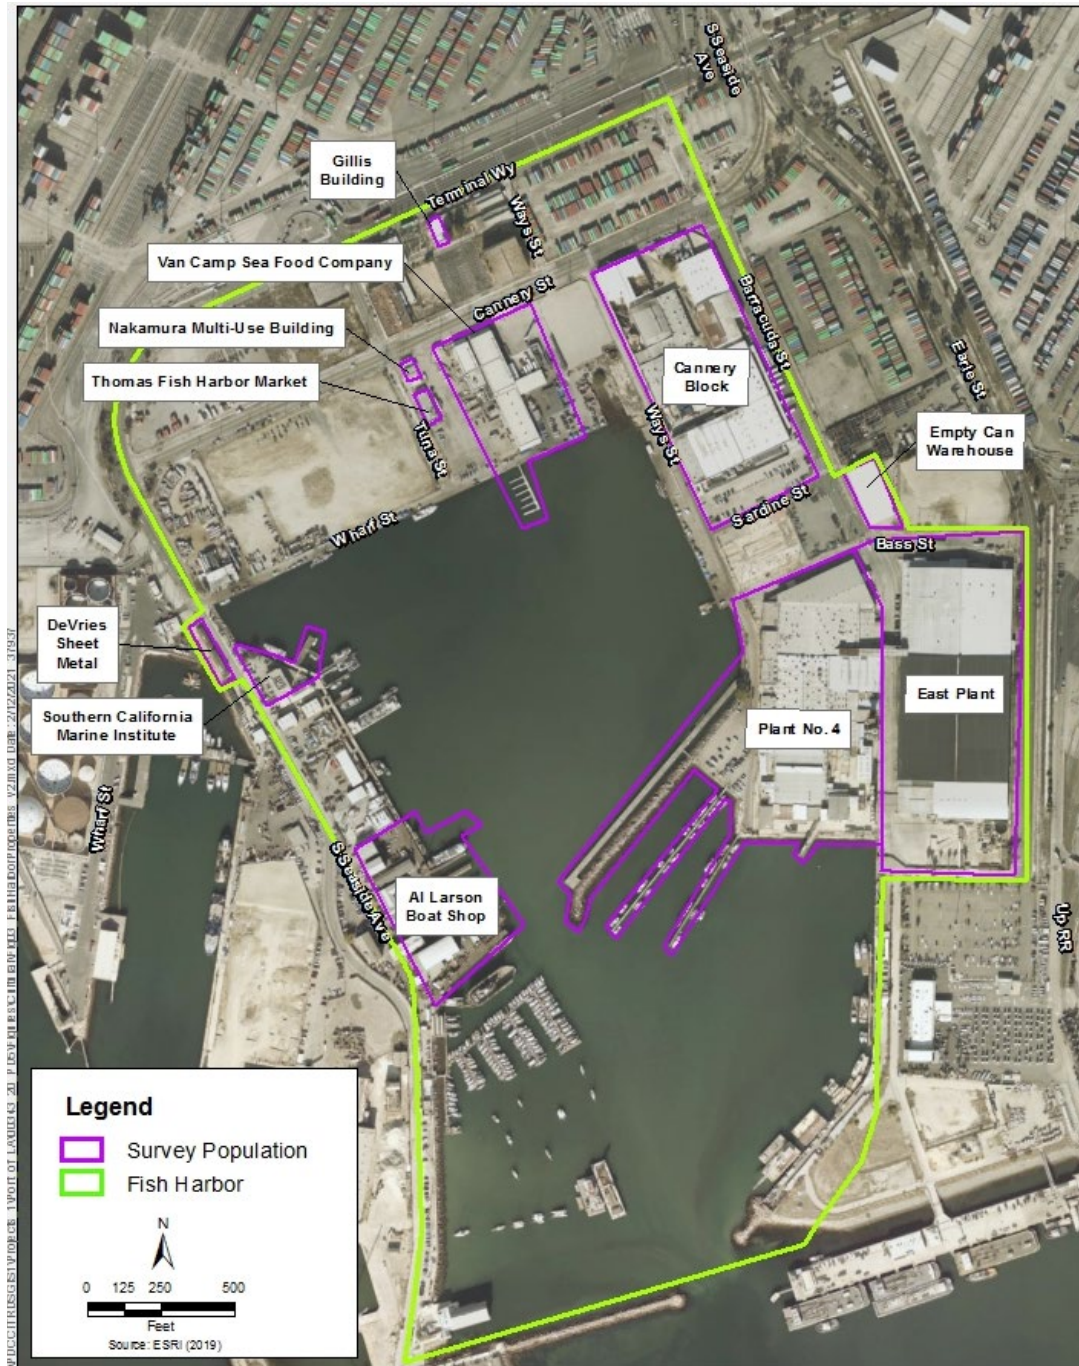 S Seaside
Ave
Gillis
Building
Terminal Wy
Ways St
Van Camp Sea Food Company
Cannery St
Barracuda St
Nakamura Multi-Use Building
Thomas Fish Harbor Market
Cannery
Block
Earle St
Tuna St
Ways St
Empty Can
Warehouse
Sardine St
Wharf St
Bass St
DeVries
Sheet
Metal
East Plant
Southern California
Marine Institute
Plant No. 4
Wharf St
S Seaside Ave
Al Larson
Boat Shop
Up RR
Legend
Survey Population
Fish Harbor
N
0 125 250 500
Feet
Source: ESRI (2019)